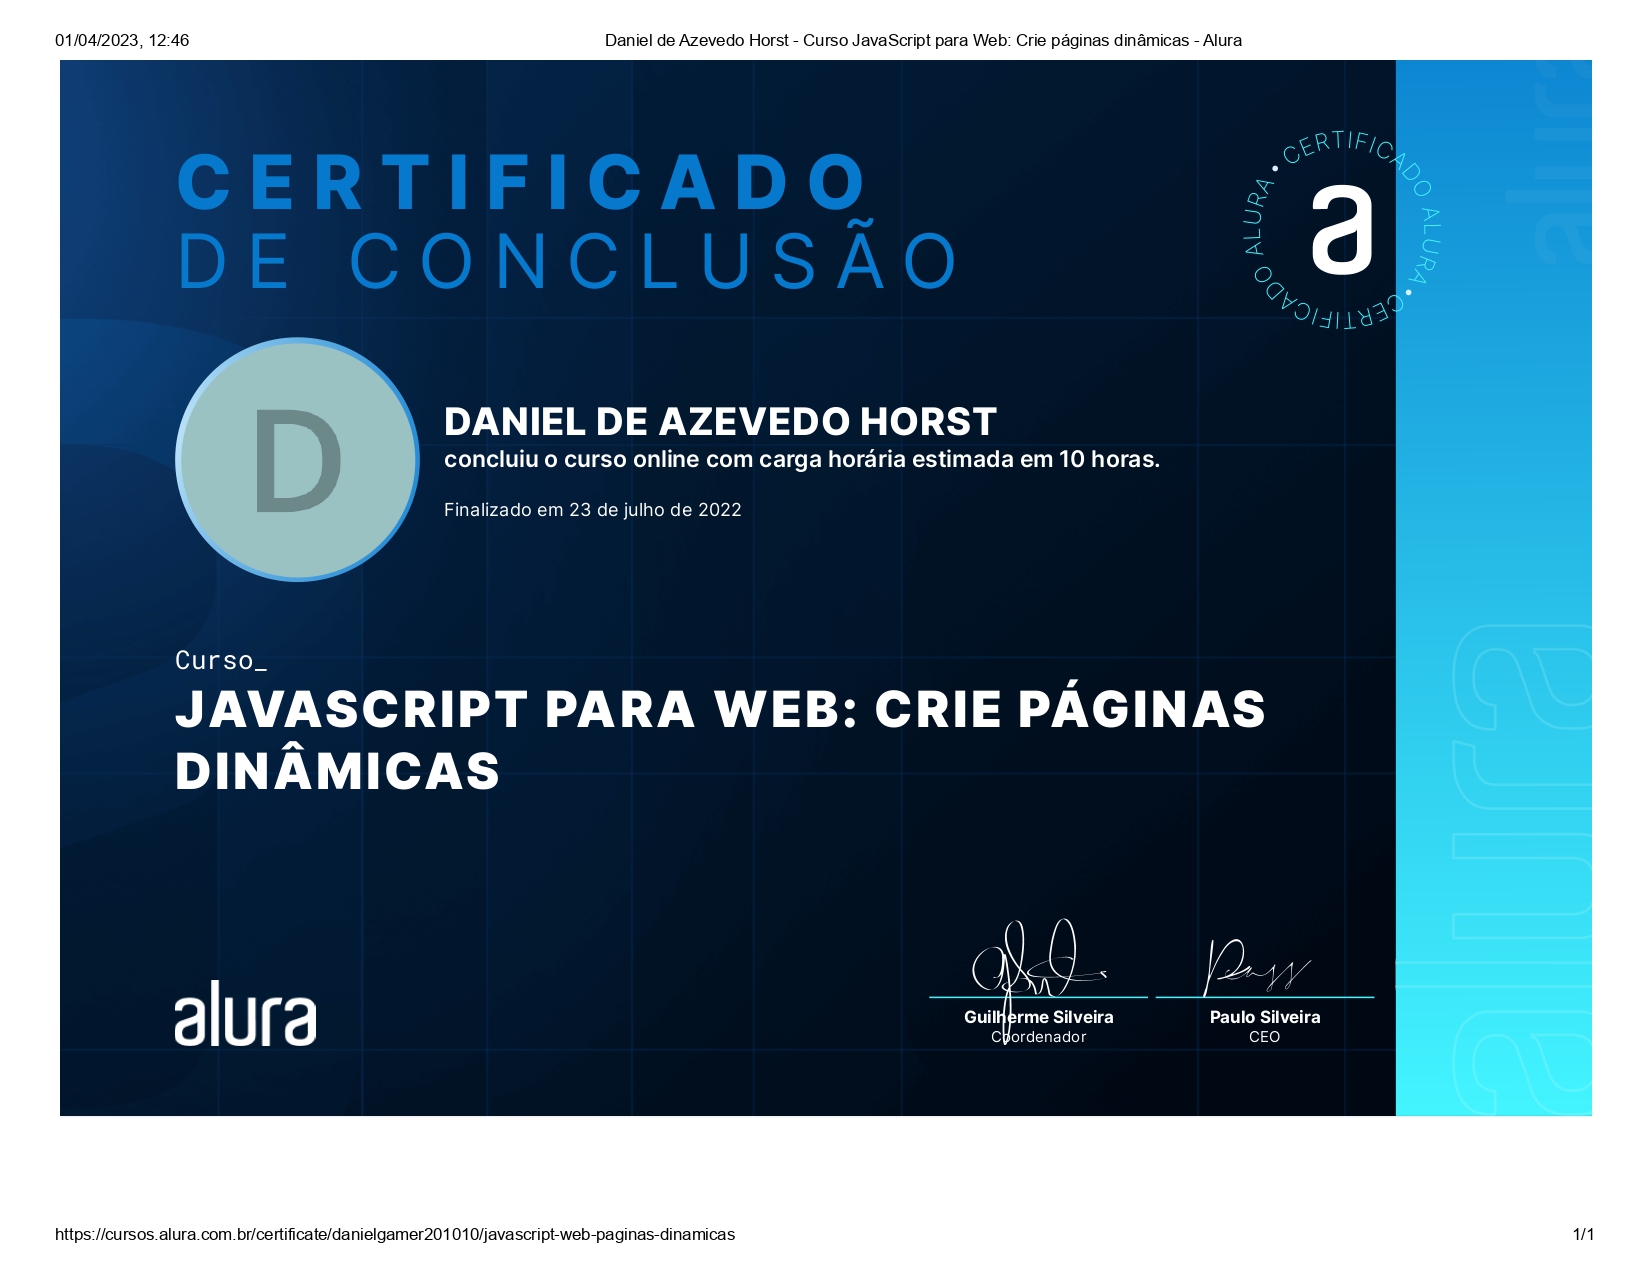 01/04/2023, 12:46
Daniel de Azevedo Horst - Curso JavaScript para Web: Crie páginas dinâmicas - Alura
CERTIFICADO
DE CONCLUSÃO
CERTIFICADO ALURA • CERTIFICADO ALURA •
a
alura
D
DANIEL DE AZEVEDO HORST
concluiu o curso online com carga horária estimada em 10 horas.
Finalizado em 23 de julho de 2022
Curso_
JAVASCRIPT PARA WEB: CRIE PÁGINAS
DINÂMICAS
alura
alura
Guilherme Silveira
Coordenador
Paulo Silveira
CEO
https://cursos.alura.com.br/certificate/danielgamer201010/javascript-web-paginas-dinamicas
1/1